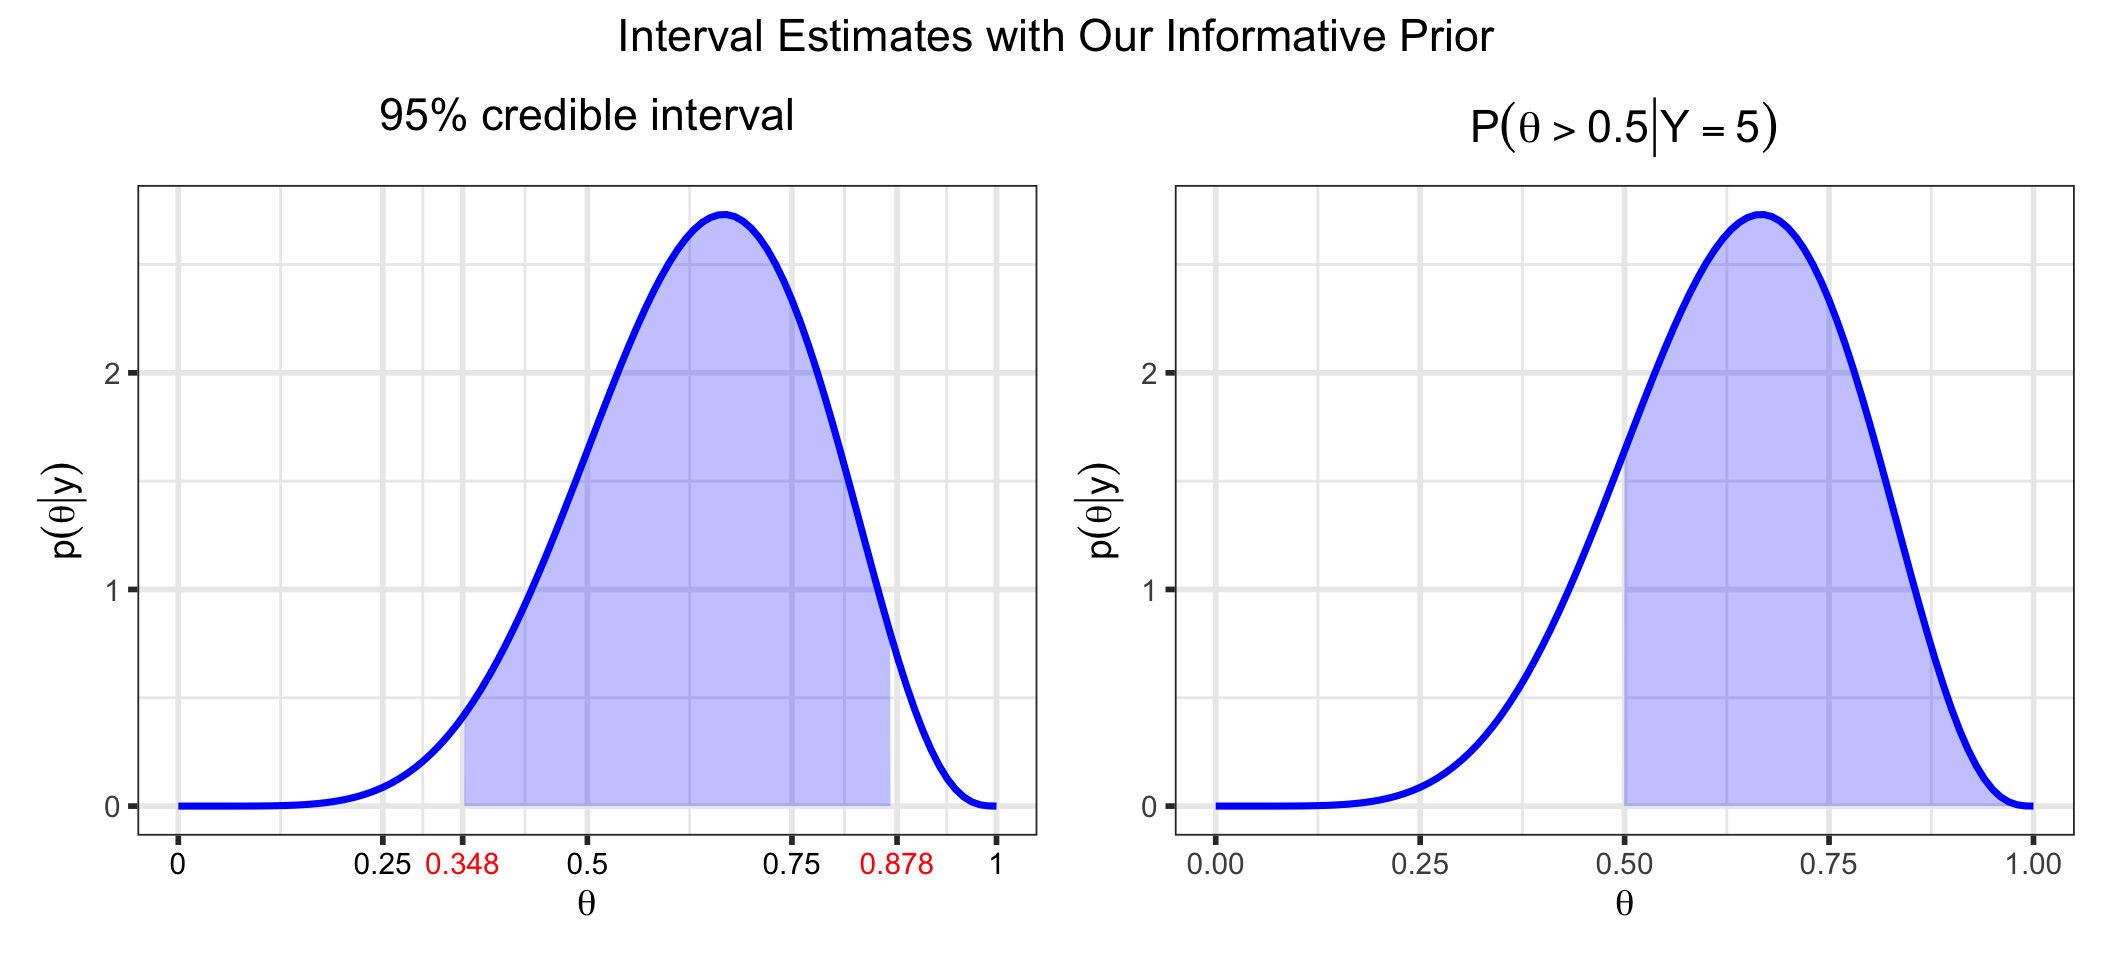 Interval Estimates with Our Informative Prior
95% credible interval
p(θ|y)
2
1
0
0 0.25 0.348 0.5 0.75 0.878 1
θ
P(θ > 0.5|Y = 5)
p(θ|y)
2
1
0
0.00 0.25 0.50 0.75 1.00
θ